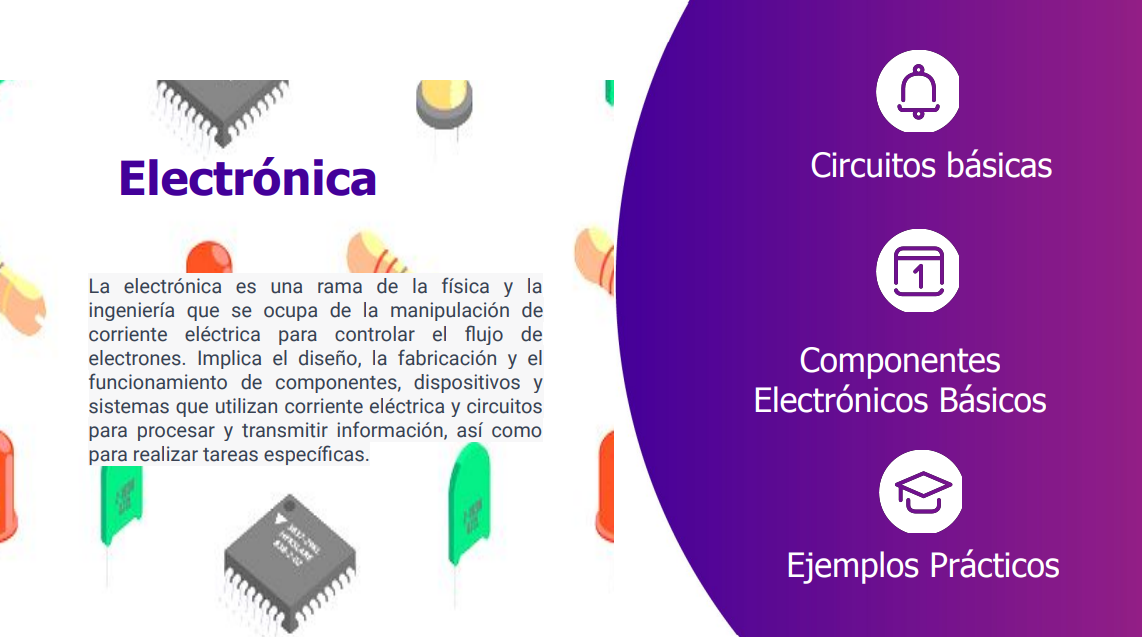 Electrónica
La electrónica es una rama de la física y la
ingeniería que se ocupa de la manipulación de
corriente eléctrica para controlar el flujo de
electrones. Implica el diseño, la fabricación y el
funcionamiento de componentes, dispositivos y
sistemas que utilizan corriente eléctrica y circuitos
para procesar y transmitir información, así como
para realizar tareas específicas.
Circuitos básicas
1
Componentes
Electrónicos Básicos
Ejemplos Prácticos